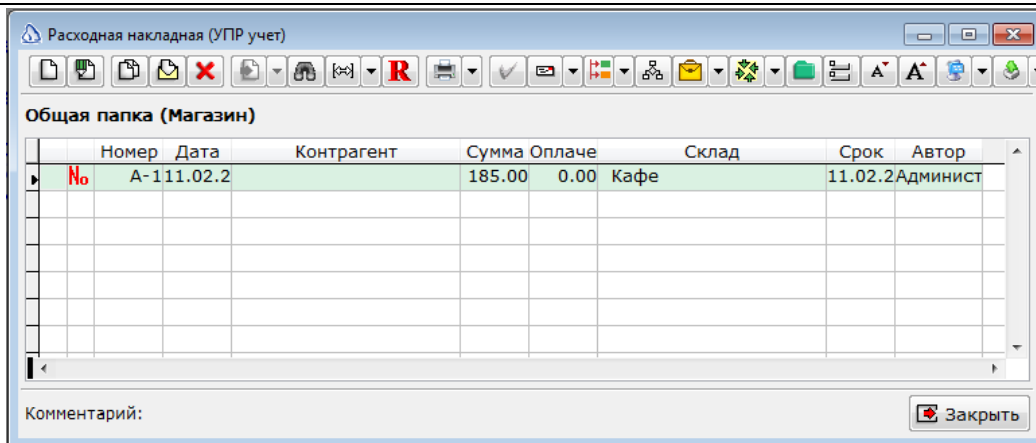 Расходная накладная (УПР учет)
Общая папка (Магазин)
Номер Дата Контрагент Сумма Оплаче Склад Срок Автор
№ А-1 11.02.2 185.00 0.00 Кафе 11.02.2 Админист
Комментарий: Закрыть